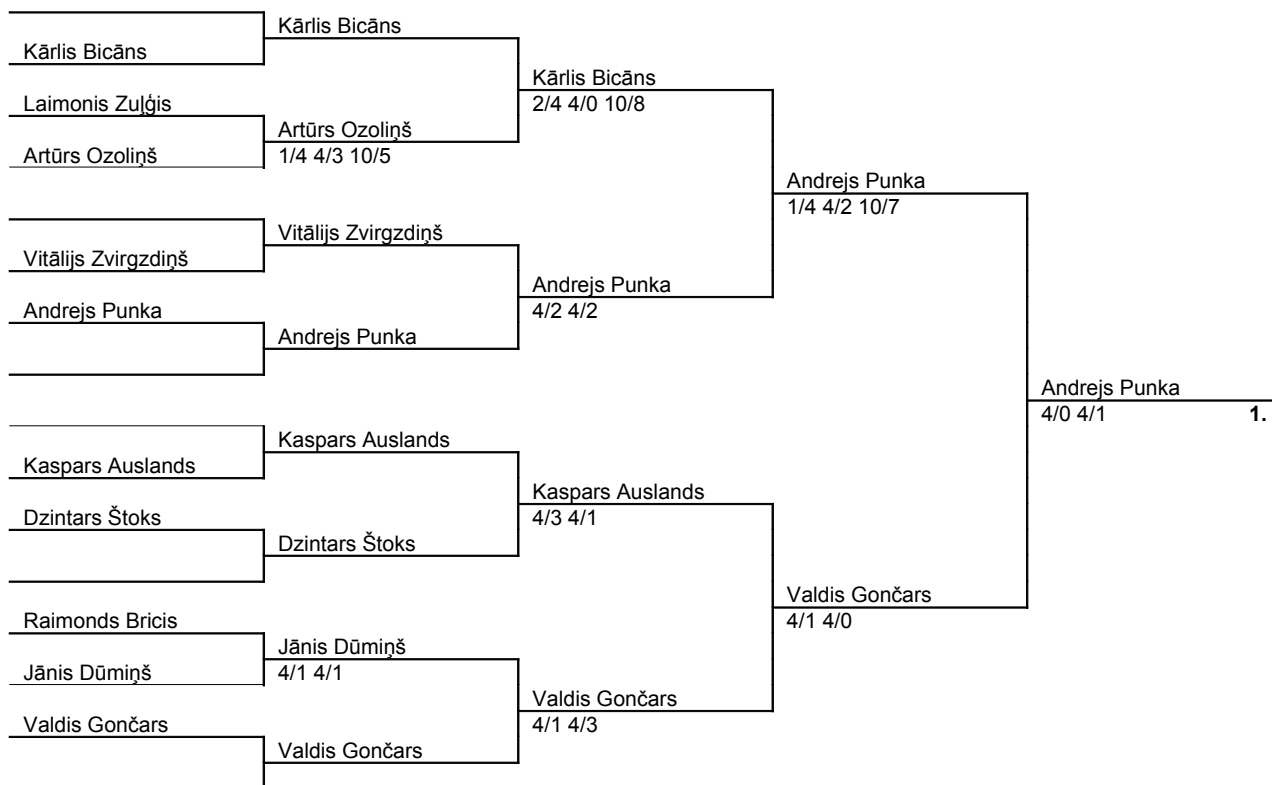 Kārlis Bicāns
Kārlis Bicāns
Kārlis Bicāns
2/4 4/0 10/8
Laimonis Zuļģis
Artūrs Ozoliņš
1/4 4/3 10/5
Artūrs Ozoliņš
Andrejs Punka
1/4 4/2 10/7
Vitālijs Zvirgzdiņš
Vitālijs Zvirgzdiņš
Andrejs Punka
4/2 4/2
Andrejs Punka
Andrejs Punka
Andrejs Punka
4/0 4/1 1.
Kaspars Auslands
Kaspars Auslands
Kaspars Auslands
4/3 4/1
Dzintars Štoks
Dzintars Štoks
Valdis Gončars
4/1 4/0
Raimonds Bricis
Jānis Dūmiņš
4/1 4/1
Jānis Dūmiņš
Valdis Gončars
4/1 4/3
Valdis Gončars
Valdis Gončars